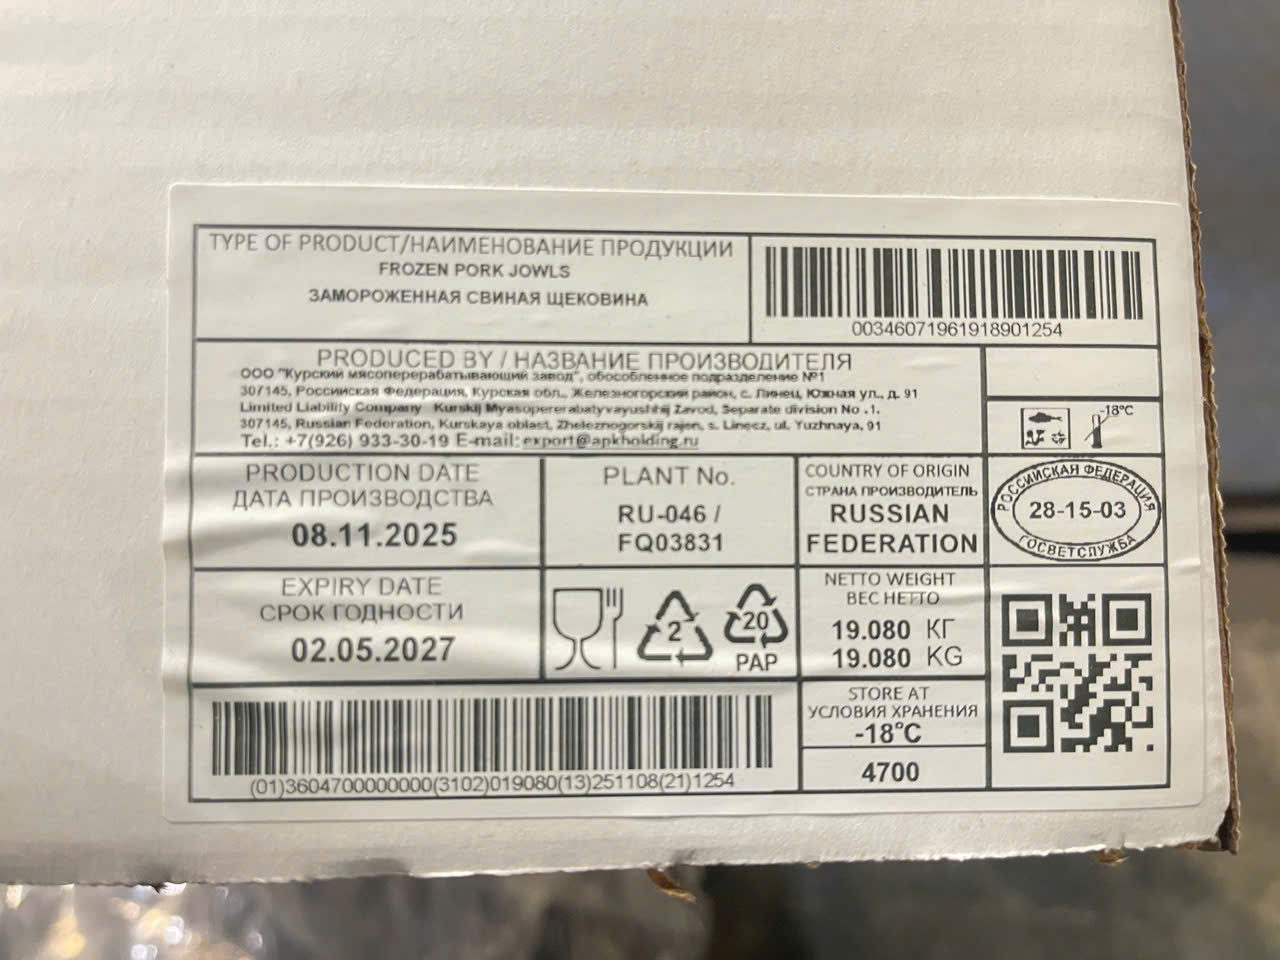 TYPE OF PRODUCT/НАИМЕНОВАНИЕ ПРОДУКЦИИ
FROZEN PORK JOWLS
ЗАМОРОЖЕННАЯ СВИНАЯ ЩЕКОВИНА
00346071961918901254
PRODUCED BY / НАЗВАНИЕ ПРОИЗВОДИТЕЛЯ
ООО "Курский мясоперерабатывающий завод", обособленное подразделение №1
307145, Российская Федерация, Курская обл., Железногорский район, с. Линец, Южная ул., д. 91
Limited Liability Company Kurskij Myasopererabatyvayushhij Zavod, Separate division No .1.
307145, Russian Federation, Kurskaya oblast, Zheleznogorskij rajon, s. Linecz, ul. Yuzhnaya, 91
Tel.: +7(926) 933-30-19 E-mail: export@apkholding.ru
-18°C
PRODUCTION DATE
ДАТА ПРОИЗВОДСТВА
08.11.2025
PLANT No.
RU-046 /
FQ03831
COUNTRY OF ORIGIN
СТРАНА ПРОИЗВОДИТЕЛЬ
RUSSIAN
FEDERATION
РОССИЙСКАЯ ФЕДЕРАЦИЯ
28-15-03
ГОСВЕТСЛУЖБА
EXPIRY DATE
СРОК ГОДНОСТИ
02.05.2027
2
20
PAP
NETTO WEIGHT
ВЕС НЕТТО
19.080 КГ
19.080 KG
(01)3604700000000(3102)019080(13)251108(21)1254
STORE AT
УСЛОВИЯ ХРАНЕНИЯ
-18°C
4700